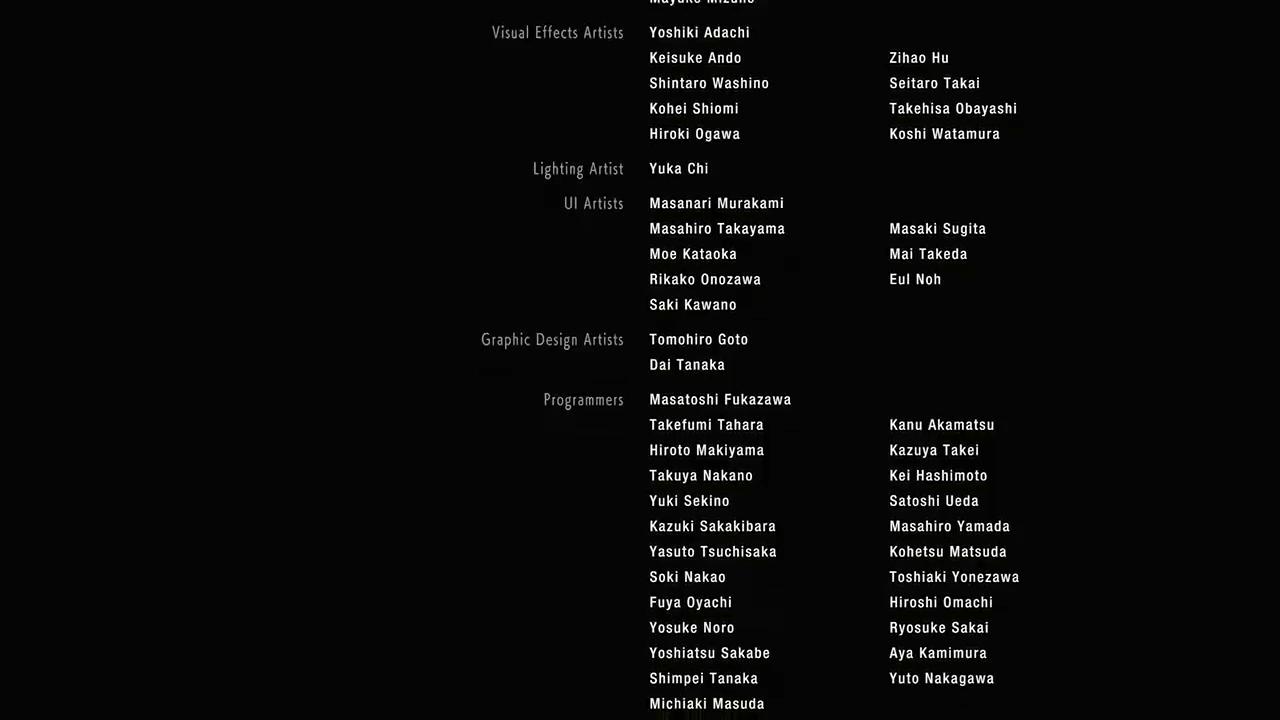 Mayuko Mizuno
Visual Effects Artists Yoshiki Adachi
Keisuke Ando Zihao Hu
Shintaro Washino Seitaro Takai
Kohei Shiomi Takehisa Obayashi
Hiroki Ogawa Koshi Watamura
Lighting Artist Yuka Chi
UI Artists Masanari Murakami
Masahiro Takayama Masaki Sugita
Moe Kataoka Mai Takeda
Rikako Onozawa Eul Noh
Saki Kawano
Graphic Design Artists Tomohiro Goto
Dai Tanaka
Programmers Masatoshi Fukazawa
Takefumi Tahara Kanu Akamatsu
Hiroto Makiyama Kazuya Takei
Takuya Nakano Kei Hashimoto
Yuki Sekino Satoshi Ueda
Kazuki Sakakibara Masahiro Yamada
Yasuto Tsuchisaka Kohetsu Matsuda
Soki Nakao Toshiaki Yonezawa
Fuya Oyachi Hiroshi Omachi
Yosuke Noro Ryosuke Sakai
Yoshiatsu Sakabe Aya Kamimura
Shimpei Tanaka Yuto Nakagawa
Michiaki Masuda